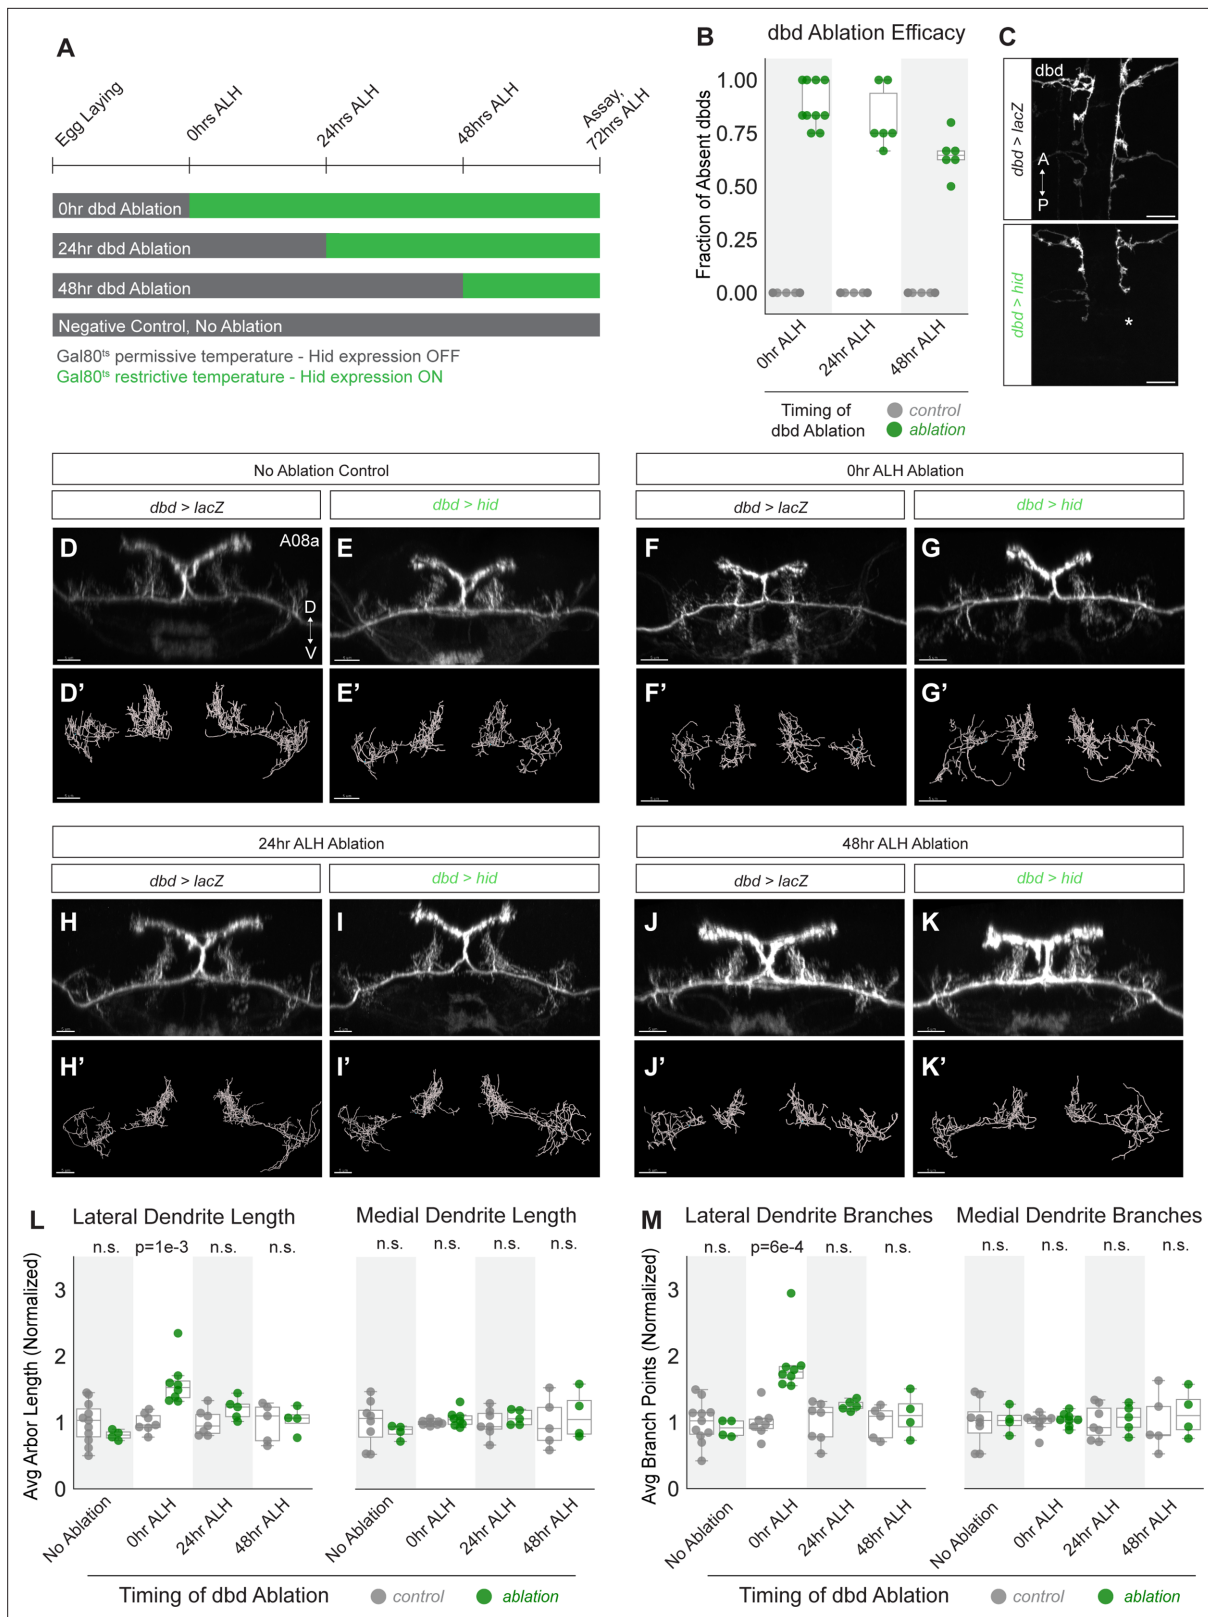 A
Egg Laying
0hrs ALH
24hrs ALH
48hrs ALH
Assay,
72hrs ALH
0hr dbd Ablation
24hr dbd Ablation
48hr dbd Ablation
Negative Control, No Ablation
Gal80ts permissive temperature - Hid expression OFF
Gal80ts restrictive temperature - Hid expression ON
B
dbd Ablation Efficacy
Fraction of Absent dbds
1.00
0.75
0.50
0.25
0.00
0hr ALH
24hr ALH
48hr ALH
Timing of
dbd Ablation
control
ablation
C
dbd > lacZ
dbd
A
P
dbd > hid
*
No Ablation Control
dbd > lacZ
dbd > hid
D
A08a
D
V
E
D’
E’
0hr ALH Ablation
dbd > lacZ
dbd > hid
F
G
F’
G’
24hr ALH Ablation
dbd > lacZ
dbd > hid
H
I
H’
I’
48hr ALH Ablation
dbd > lacZ
dbd > hid
J
K
J’
K’
L
Lateral Dendrite Length
n.s.
p=1e-3
n.s.
n.s.
Avg Arbor Length (Normalized)
3
2
1
0
No Ablation
0hr ALH
24hr ALH
48hr ALH
Medial Dendrite Length
n.s.
n.s.
n.s.
n.s.
No Ablation
0hr ALH
24hr ALH
48hr ALH
Timing of dbd Ablation
control
ablation
M
Lateral Dendrite Branches
n.s.
p=6e-4
n.s.
n.s.
Avg Branch Points (Normalized)
3
2
1
0
No Ablation
0hr ALH
24hr ALH
48hr ALH
Medial Dendrite Branches
n.s.
n.s.
n.s.
n.s.
No Ablation
0hr ALH
24hr ALH
48hr ALH
Timing of dbd Ablation
control
ablation